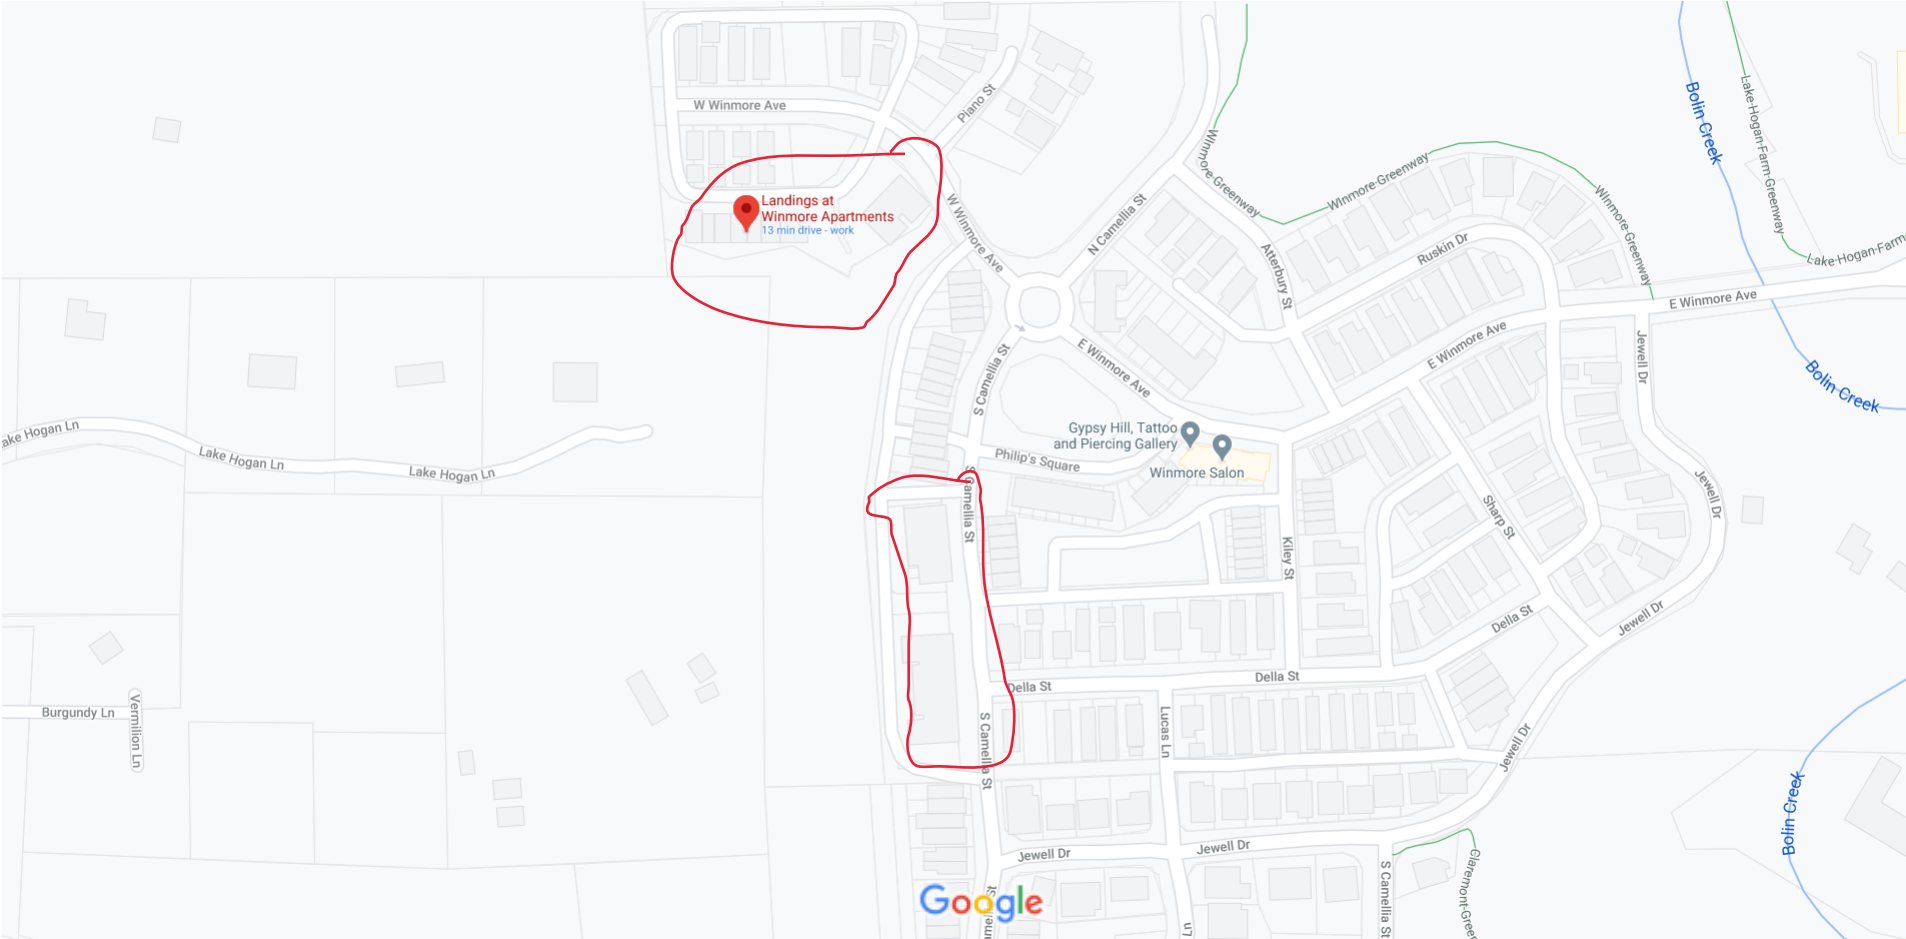 W Winmore Ave
Piano St
Landings at
Winmore Apartments
13 min drive - work
W Winmore Ave
N Camellia St
Winmore-Greenway
Winmore-Greenway
Winmore-Greenway
Bolin-Creek
Lake-Hogan-Farm-Greenway
Lake-Hogan-Farm
Atterbury St
Ruskin Dr
E Winmore Ave
E Winmore Ave
E Winmore Ave
Jewell Dr
Bolin Creek
S Camellia St
Gypsy Hill, Tattoo
and Piercing Gallery
Winmore Salon
Philip's Square
ake Hogan Ln
Lake Hogan Ln
Lake Hogan Ln
S Camellia St
Kiley St
Sharp St
Jewell Dr
Della St
Jewell Dr
Della St
Della St
Burgundy Ln
Vermilion Ln
S Camellia St
Lucas Ln
Jewell Dr
Bolin Creek
Jewell Dr
Jewell Dr
S Camellia St
Claremont-Green
Google
Ln